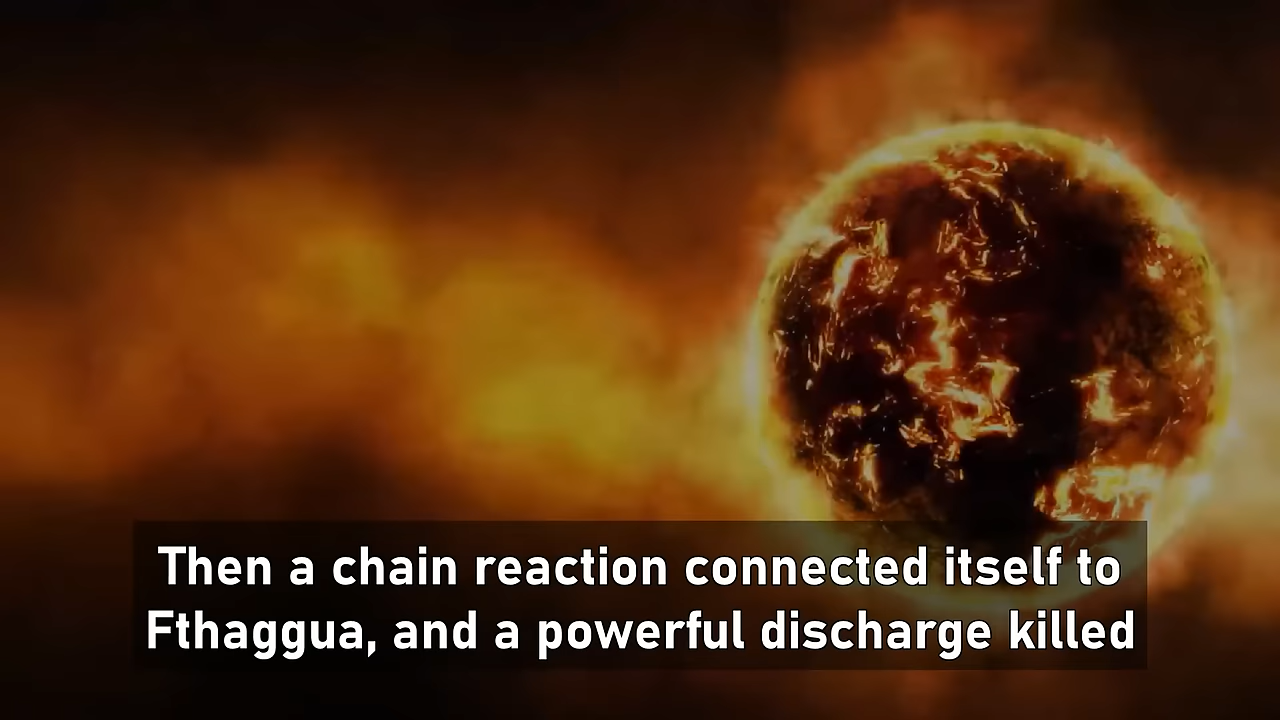 Then a chain reaction connected itself to
Fthaggua, and a powerful discharge killed